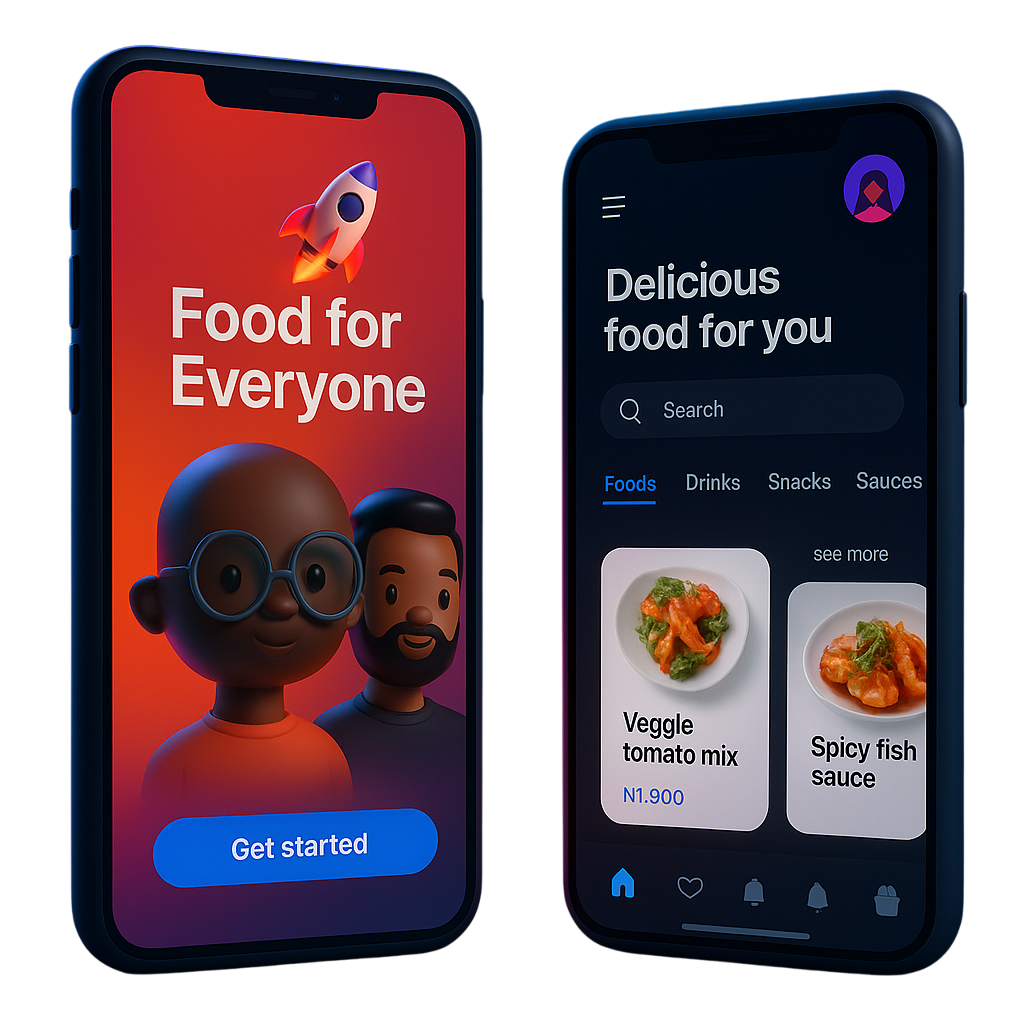 Food for
Everyone
Get started
Delicious
food for you
Search
Foods Drinks Snacks Sauces
see more
Veggle
tomato mix
N1.900
Spicy fish
sauce